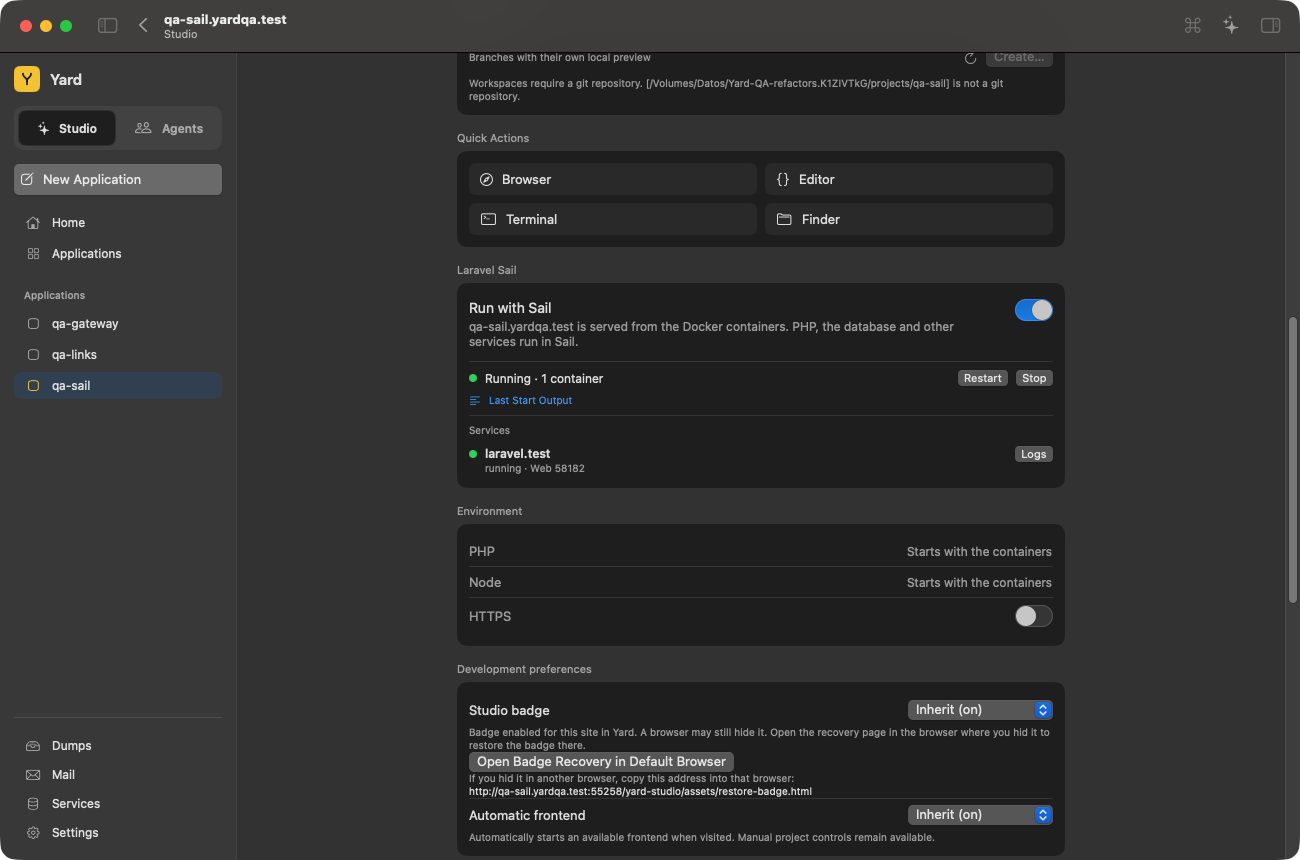 qa-sail.yardqa.test
Studio
Yard
Studio
Agents
New Application
Home
Applications
Applications
qa-gateway
qa-links
qa-sail
Dumps
Mail
Services
Settings
Branches with their own local preview
Create...
Workspaces require a git repository. [/Volumes/Datos/Yard-QA-refactors.K1ZIVTkG/projects/qa-sail] is not a git
repository.
Quick Actions
Browser
Editor
Terminal
Finder
Laravel Sail
Run with Sail
qa-sail.yardqa.test is served from the Docker containers. PHP, the database and other
services run in Sail.
Running · 1 container
Restart
Stop
Last Start Output
Services
laravel.test
Logs
running · Web 58182
Environment
PHP
Starts with the containers
Node
Starts with the containers
HTTPS
Development preferences
Studio badge
Inherit (on)
Badge enabled for this site in Yard. A browser may still hide it. Open the recovery page in the browser where you hid it to
restore the badge there.
Open Badge Recovery in Default Browser
If you hid it in another browser, copy this address into that browser:
http://qa-sail.yardqa.test:55258/yard-studio/assets/restore-badge.html
Automatic frontend
Inherit (on)
Automatically starts an available frontend when visited. Manual project controls remain available.